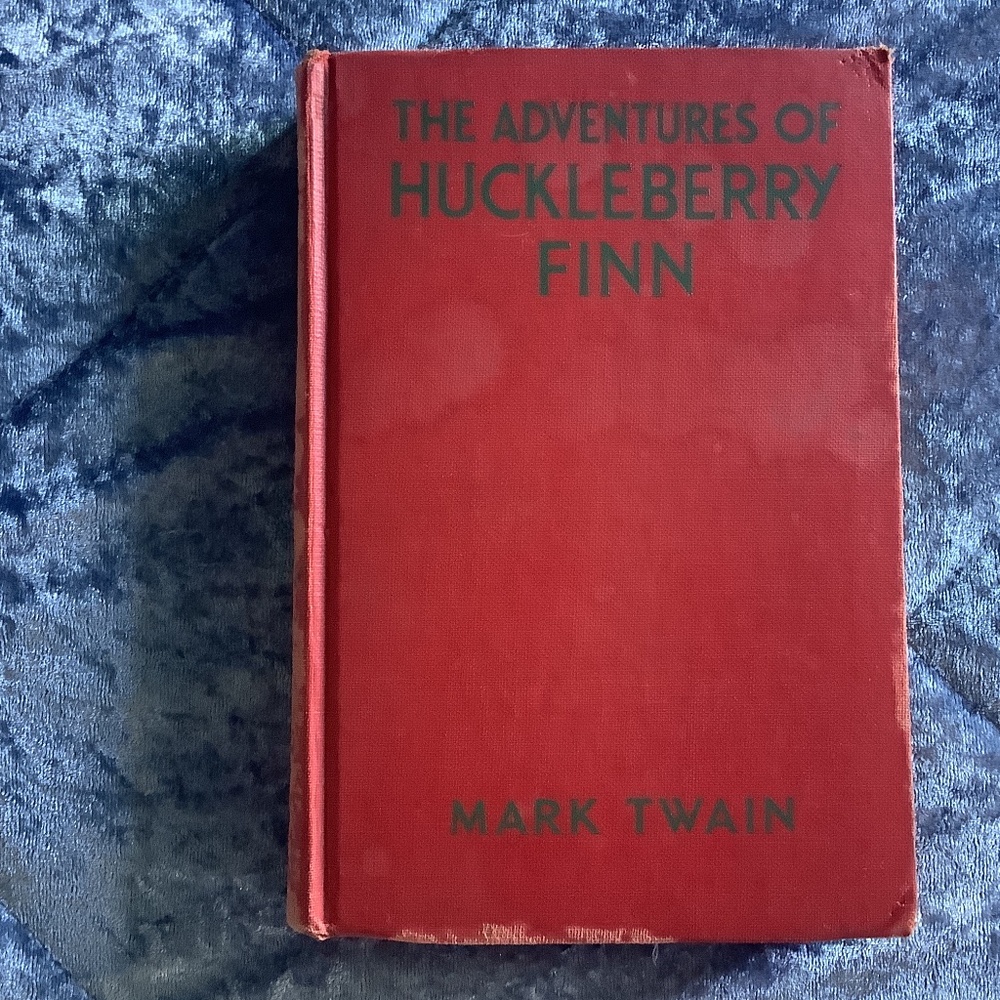 THE ADVENTURES OF
HUCKLEBERRY
FINN
MARK TWAIN